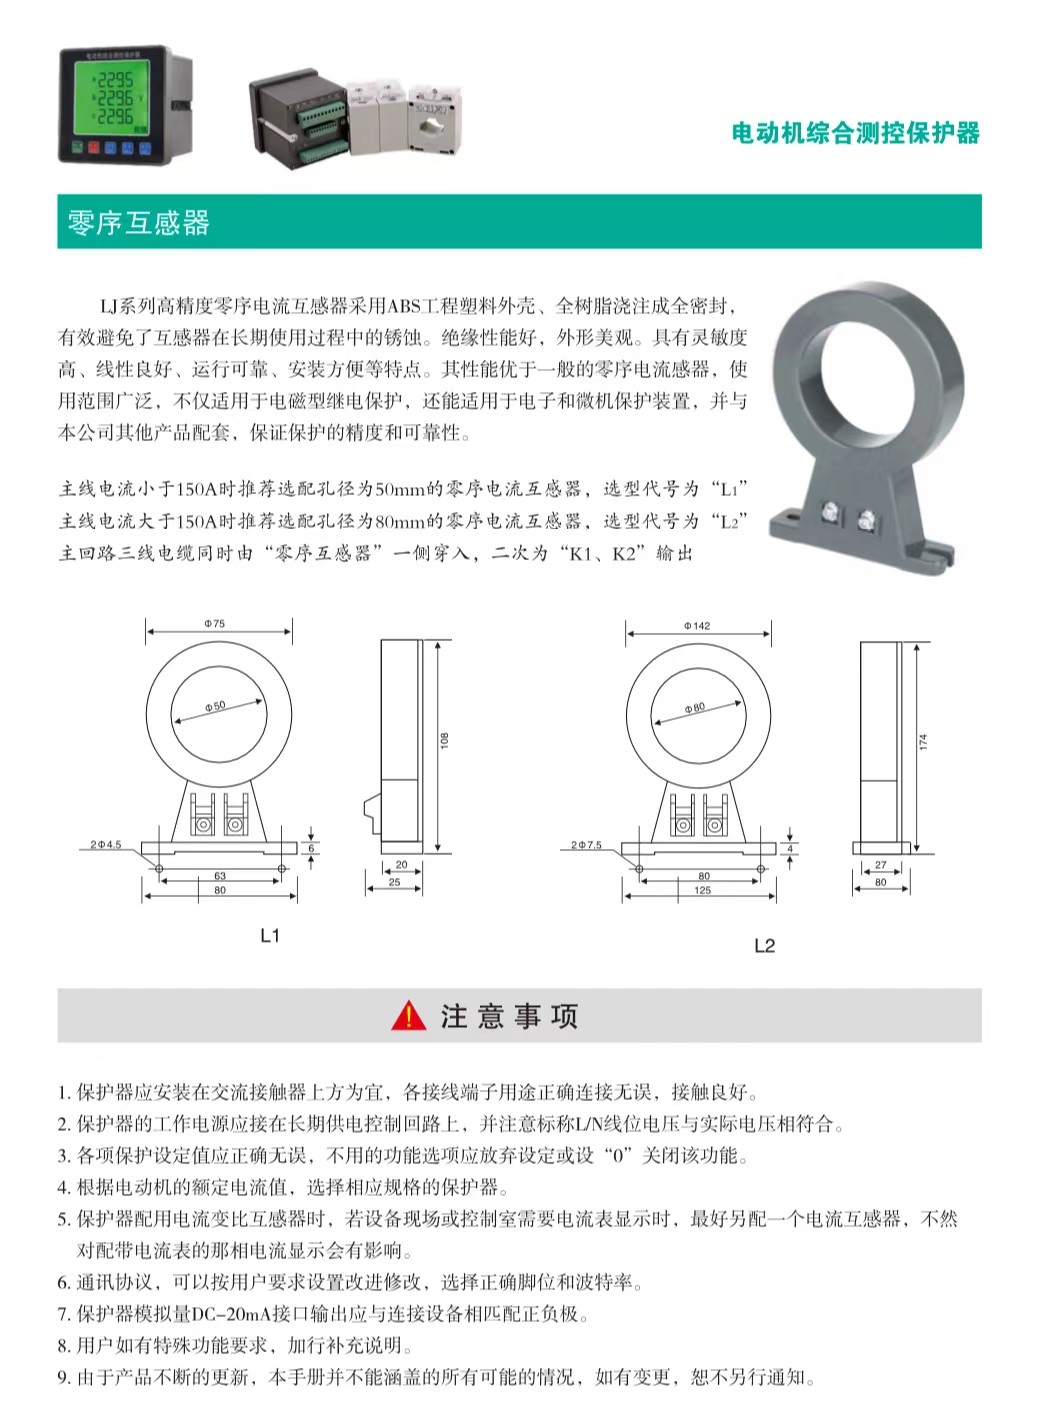 电动机综合测控保护器
229.5
229.6
229.6
电动机综合测控保护器
零序互感器
LJ系列高精度零序电流互感器采用ABS工程塑料外壳、全树脂浇注成全密封，
有效避免了互感器在长期使用过程中的锈蚀。绝缘性能好，外形美观。具有灵敏度
高、线性良好、运行可靠、安装方便等特点。其性能优于一般的零序电流感器，使
用范围广泛，不仅适用于电磁型继电保护，还能适用于电子和微机保护装置，并与
本公司其他产品配套，保证保护的精度和可靠性。
主线电流小于150A时推荐选配孔径为50mm的零序电流互感器，选型代号为“L1”
主线电流大于150A时推荐选配孔径为80mm的零序电流互感器，选型代号为“L2”
主回路三线电缆同时由“零序互感器”一侧穿入，二次为“K1、K2”输出
Φ75
Φ50
108
2Φ4.5
6
63
80
20
25
L1
Φ142
Φ80
174
2Φ7.5
4
80
125
27
80
L2
注意事项
1. 保护器应安装在交流接触器上方为宜，各接线端子用途正确连接无误，接触良好。
2. 保护器的工作电源应接在长期供电控制回路上，并注意标称L/N线位电压与实际电压相符合。
3. 各项保护设定值应正确无误，不用的功能选项应放弃设定或设“0”关闭该功能。
4. 根据电动机的额定电流值，选择相应规格的保护器。
5. 保护器配用电流变比互感器时，若设备现场或控制室需要电流表显示时，最好另配一个电流互感器，不然
对配带电流表的那相电流显示会有影响。
6. 通讯协议，可以按用户要求设置改进修改，选择正确脚位和波特率。
7. 保护器模拟量DC-20mA接口输出应与连接设备相匹配正负极。
8. 用户如有特殊功能要求，加行补充说明。
9. 由于产品不断的更新，本手册并不能涵盖的所有可能的情况，如有变更，恕不另行通知。